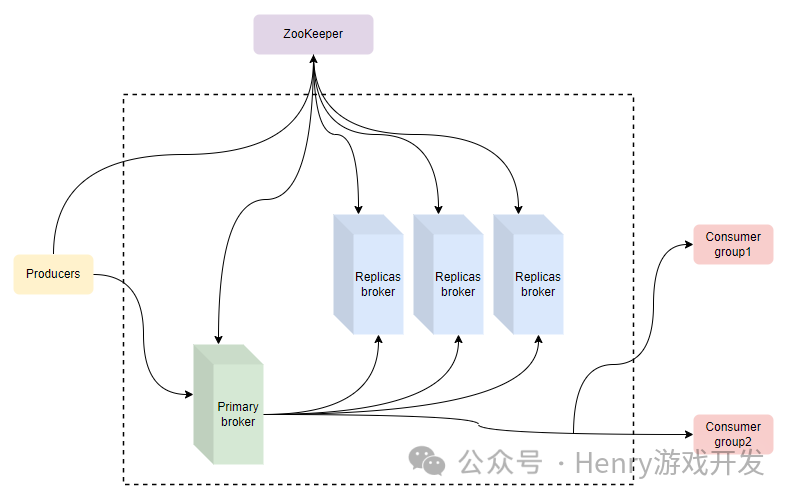 ZooKeeper
Producers
Replicas
broker
Replicas
broker
Replicas
broker
Consumer
group1
Primary
broker
Consumer
group2
公众号 · Henry游戏开发